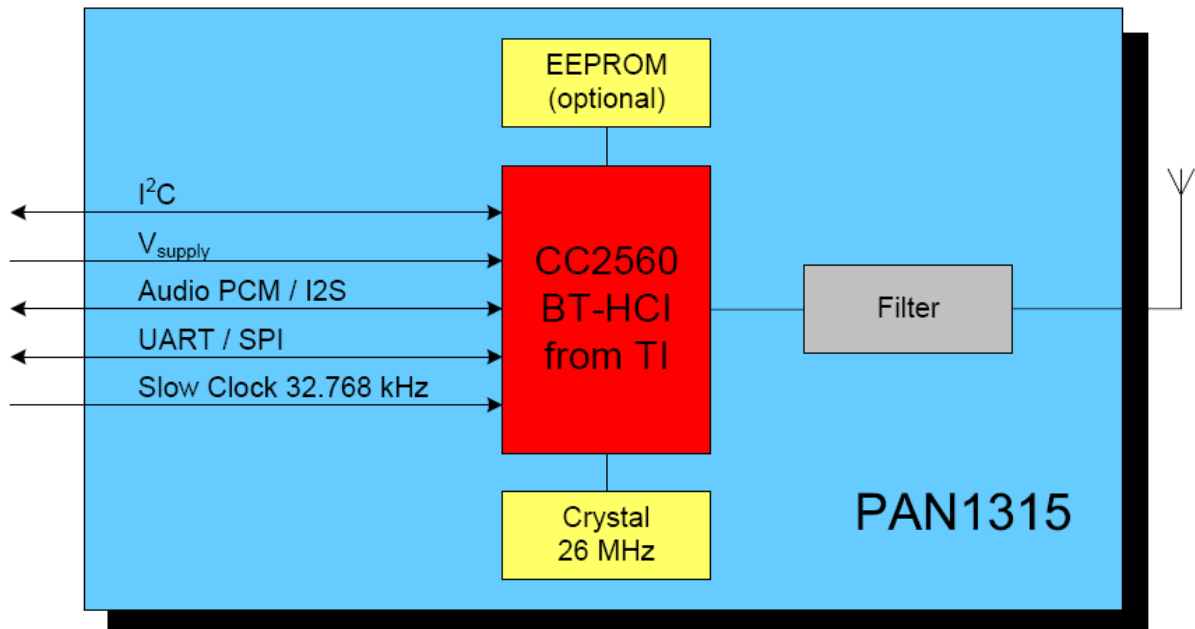 EEPROM
(optional)
I²C
V_supply
Audio PCM / I2S
UART / SPI
Slow Clock 32.768 kHz
CC2560
BT-HCI
from TI
Filter
Crystal
26 MHz
PAN1315